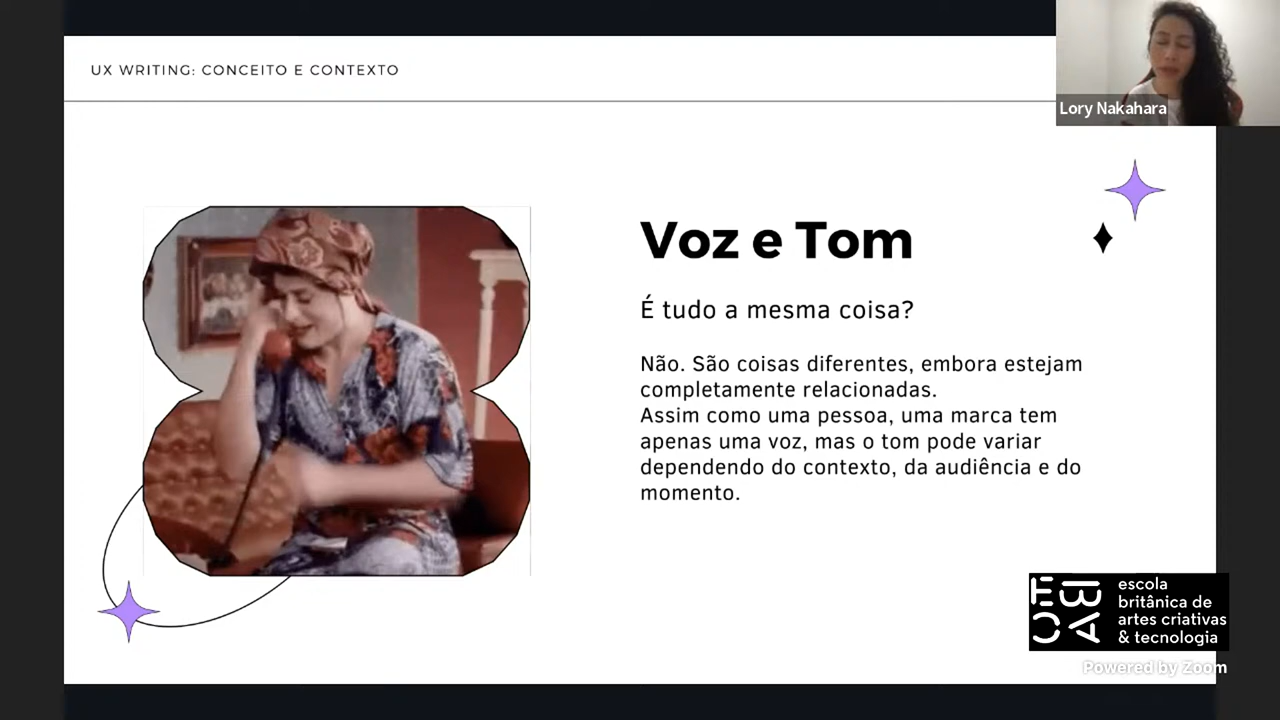 UX WRITING: CONCEITO E CONTEXTO
Lory Nakahara
Voz e Tom
É tudo a mesma coisa?
Não. São coisas diferentes, embora estejam
completamente relacionadas.
Assim como uma pessoa, uma marca tem
apenas uma voz, mas o tom pode variar
dependendo do contexto, da audiência e do
momento.
EBAC
escola
britânica de
artes criativas
& tecnologia
Powered by Zoom